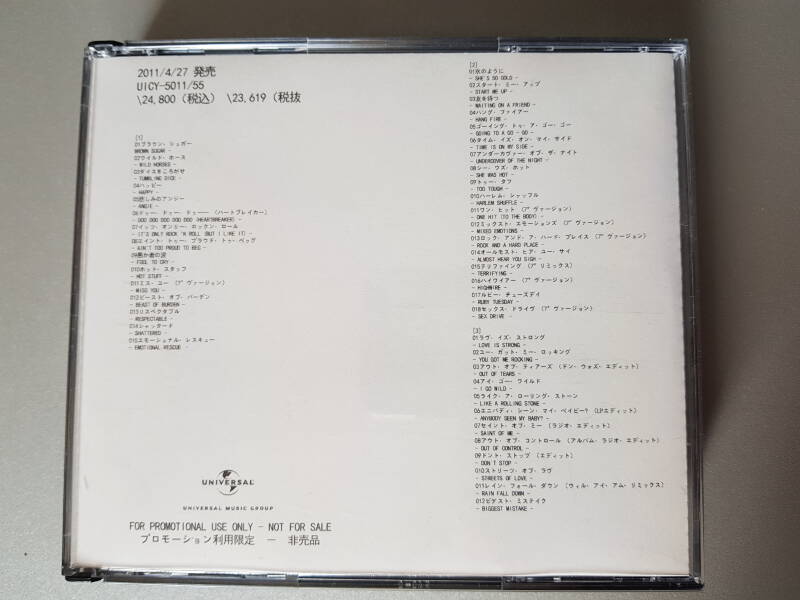 2011/4/27 発売
UICY-5011/55
\24,800 (税込) \23,619 (税抜
[1]
01ブラウン・シュガー
BROWN SUGAR -
02ワイルド・ホース
- WILD HORSES -
03ダイスをころがせ
- TUMBLING DICE -
04ハッピー
- HAPPY -
05悲しみのアンジー
- ANGIE -
06ドゥー・ドゥー・ドゥー… (ハートブレイカー)
- DOO DOO DOO DOO DOO (HEARTBREAKER) -
07イッツ・オンリー・ロックン・ロール
- IT'S ONLY ROCK 'N ROLL (BUT I LIKE IT) -
08エイント・トゥー・プラウド・トゥ・ベッグ
- AIN'T TOO PROUD TO BEG -
09愚か者の涙
- FOOL TO CRY -
010ホット・スタッフ
- HOT STUFF -
011ミス・ユー (7"ヴァージョン)
- MISS YOU -
012ビースト・オブ・バーデン
- BEAST OF BURDEN -
013リスペクタブル
- RESPECTABLE -
014シャッタード
- SHATTERED -
015エモーショナル・レスキュー
- EMOTIONAL RESCUE -
UNIVERSAL
UNIVERSAL MUSIC GROUP
FOR PROMOTIONAL USE ONLY - NOT FOR SALE
プロモーション利用限定 － 非売品
[2]
01氷のように
- SHE'S SO COLD -
02スタート・ミー・アップ
- START ME UP -
03友を待つ
- WAITING ON A FRIEND -
04ハング・ファイアー
- HANG FIRE -
05ゴーイング・トゥ・ア・ゴー・ゴー
- GOING TO A GO - GO -
06タイム・イズ・オン・マイ・サイド
- TIME IS ON MY SIDE -
07アンダーカヴァー・オブ・ザ・ナイト
- UNDERCOVER OF THE NIGHT -
08シー・ウズ・ホット
- SHE WAS HOT -
09トゥー・タフ
- TOO TOUGH -
010ハーレム・シャッフル
- HARLEM SHUFFLE -
011ワン・ヒット (7"ヴァージョン)
- ONE HIT (TO THE BODY) -
012ミックスト・エモーションズ (7"ヴァージョン)
- MIXED EMOTIONS -
013ロック・アンド・ア・ハード・プレイス (7"ヴァージョン)
- ROCK AND A HARD PLACE -
014オールモスト・ヒア・ユー・サイ
- ALMOST HEAR YOU SIGH -
015テリファイング (7"リミックス)
- TERRIFYING -
016ハイワイアー (7"ヴァージョン)
- HIGHWIRE -
017ルビー・チューズデイ
- RUBY TUESDAY -
018セックス・ドライヴ (7"ヴァージョン)
- SEX DRIVE -
[3]
01ラヴ・イズ・ストロング
- LOVE IS STRONG -
02ユー・ガット・ミー・ロッキング
- YOU GOT ME ROCKING -
03アウト・オブ・ティアーズ (ドン・ウォズ・エディット)
- OUT OF TEARS -
04アイ・ゴー・ワイルド
- I GO WILD -
05ライク・ア・ローリング・ストーン
- LIKE A ROLLING STONE -
06エニバディ・シーン・マイ・ベイビー? (LPエディット)
- ANYBODY SEEN MY BABY? -
07セイント・オブ・ミー (ラジオ・エディット)
- SAINT OF ME -
08アウト・オブ・コントロール (アルバム・ラジオ・エディット)
- OUT OF CONTROL -
09ドント・ストップ (エディット)
- DON'T STOP -
010ストリーツ・オブ・ラヴ
- STREETS OF LOVE -
011レイン・フォール・ダウン (ウィル・アイ・アム・リミックス)
- RAIN FALL DOWN -
012ビゲスト・ミステイク
- BIGGEST MISTAKE -